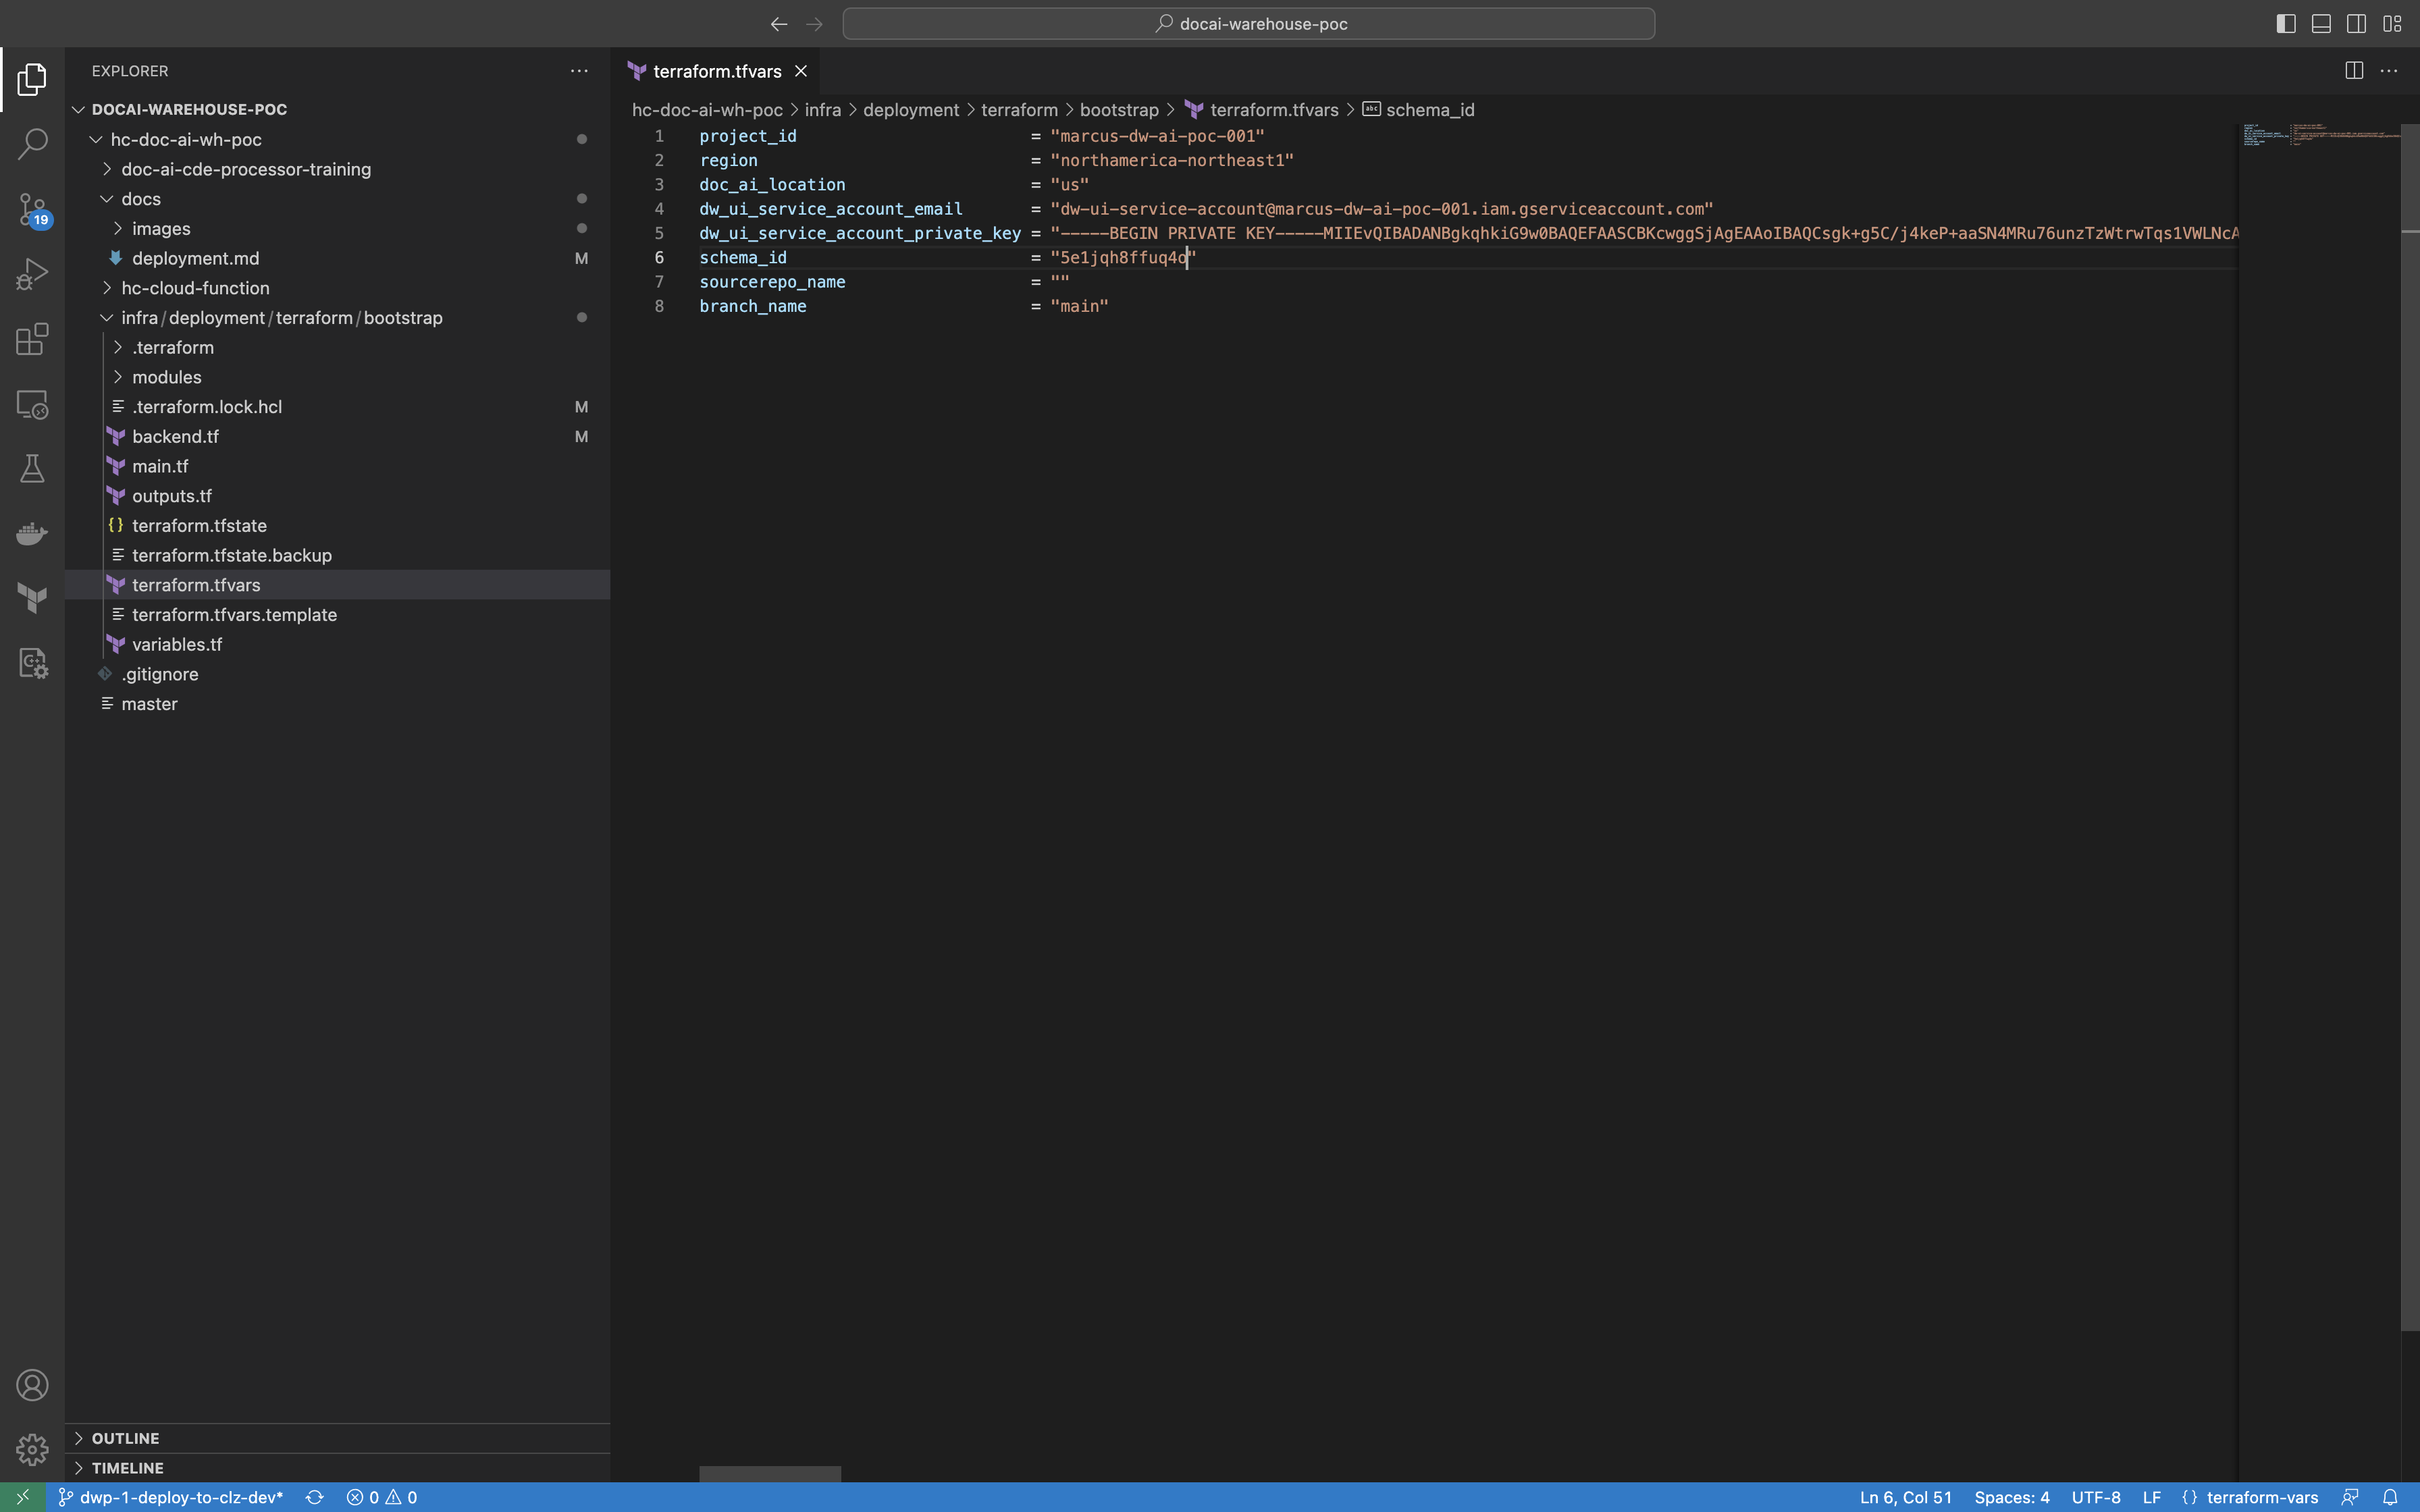 docai-warehouse-poc
EXPLORER
terraform.tfvars
DOCAI-WAREHOUSE-POC
hc-doc-ai-wh-poc
doc-ai-cde-processor-training
docs
images
deployment.md M
hc-cloud-function
infra/deployment/terraform/bootstrap
.terraform
modules
.terraform.lock.hcl M
backend.tf M
main.tf
outputs.tf
terraform.tfstate
terraform.tfstate.backup
terraform.tfvars
terraform.tfvars.template
variables.tf
.gitignore
master
OUTLINE
TIMELINE
19
hc-doc-ai-wh-poc > infra > deployment > terraform > bootstrap > terraform.tfvars > abc schema_id
1 project_id = "marcus-dw-ai-poc-001"
2 region = "northamerica-northeast1"
3 doc_ai_location = "us"
4 dw_ui_service_account_email = "dw-ui-service-account@marcus-dw-ai-poc-001.iam.gserviceaccount.com"
5 dw_ui_service_account_private_key = "-----BEGIN PRIVATE KEY-----MIIEvQIBADANBgkqhkiG9w0BAQEFAASCBKcwggSjAgEAAoIBAQCsgk+g5C/j4keP+aaSN4MRu76unzTzWtrwTqs1VWLNcA
6 schema_id = "5e1jqh8ffuq4o"
7 sourcerepo_name = ""
8 branch_name = "main"
dwp-1-deploy-to-clz-dev* 0 0 Ln 6, Col 51 Spaces: 4 UTF-8 LF {} terraform-vars